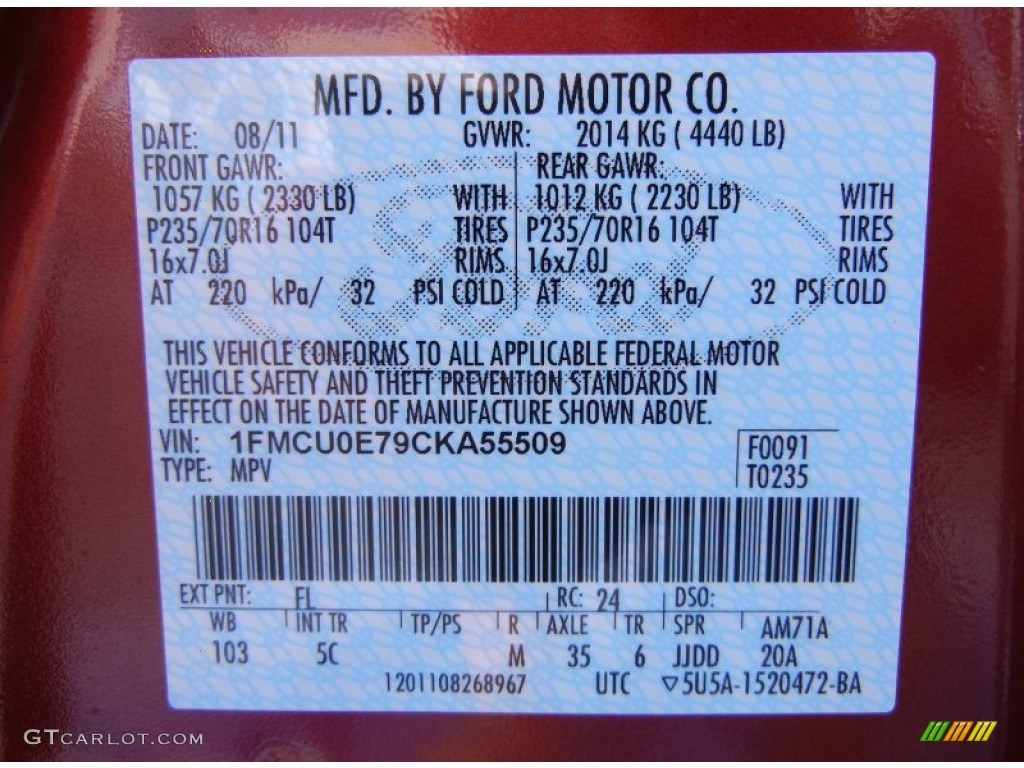 MFD. BY FORD MOTOR CO.
DATE: 08/11 GVWR: 2014 KG ( 4440 LB)
FRONT GAWR: REAR GAWR:
1057 KG ( 2330 LB) WITH 1012 KG ( 2230 LB) WITH
P235/70R16 104T TIRES P235/70R16 104T TIRES
16x7.0J RIMS 16x7.0J RIMS
AT 220 kPa/ 32 PSI COLD AT 220 kPa/ 32 PSI COLD
THIS VEHICLE CONFORMS TO ALL APPLICABLE FEDERAL MOTOR
VEHICLE SAFETY AND THEFT PREVENTION STANDARDS IN
EFFECT ON THE DATE OF MANUFACTURE SHOWN ABOVE.
VIN: 1FMCU0E79CKA55509 F0091
TYPE: MPV T0235
EXT PNT: FL RC: 24 DSO:
WB INT TR TP/PS R AXLE TR SPR AM71A
103 5C M 35 6 JJDD 20A
1201108268967 UTC ▽5U5A-1520472-BA
GTCARLOT.COM